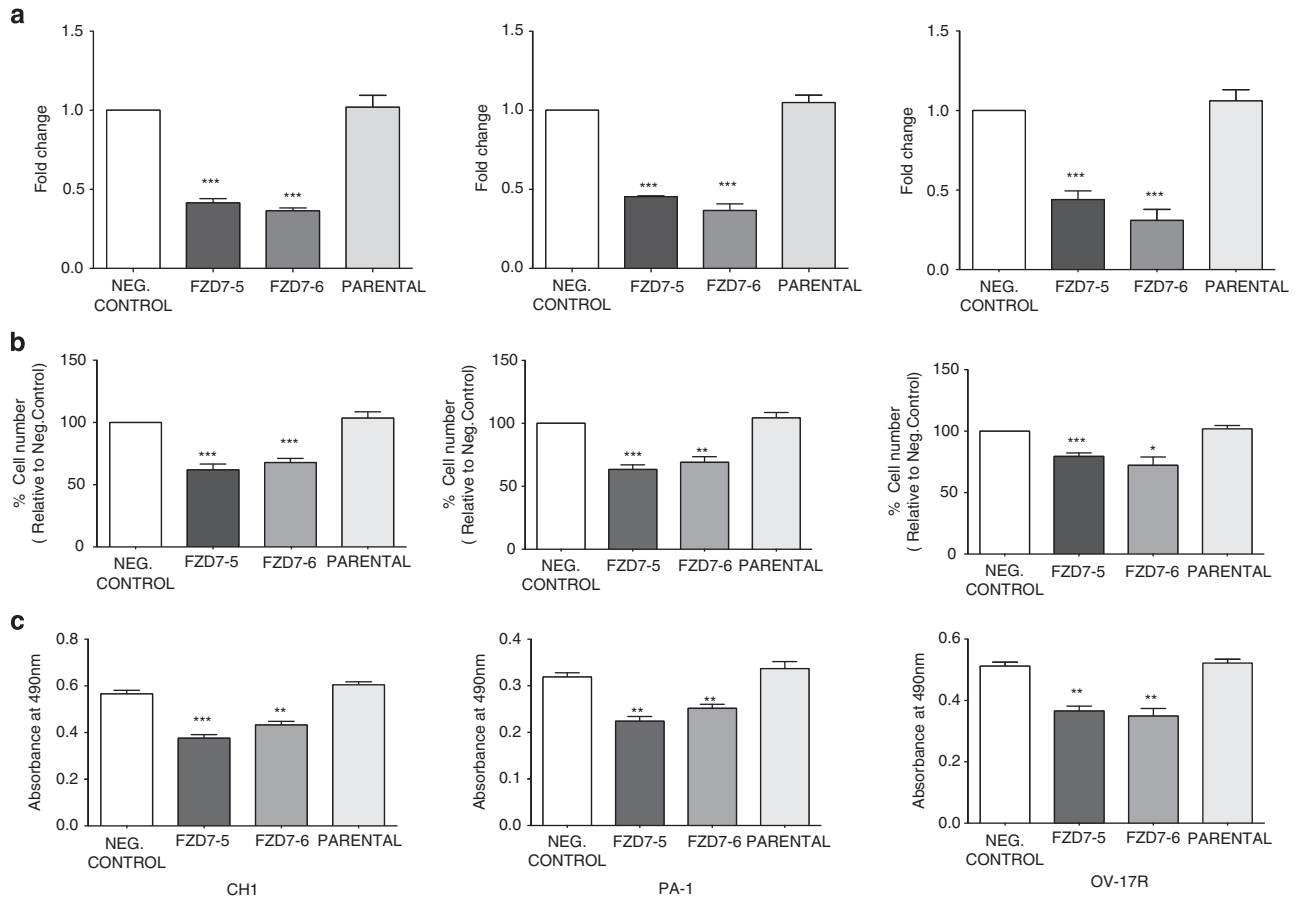 a
1.5
1.0
0.5
0.0
Fold change
***
***
NEG.
CONTROL
FZD7-5
FZD7-6
PARENTAL
1.5
1.0
0.5
0.0
Fold change
***
***
NEG.
CONTROL
FZD7-5
FZD7-6
PARENTAL
1.5
1.0
0.5
0.0
Fold change
***
***
NEG.
CONTROL
FZD7-5
FZD7-6
PARENTAL
b
150
100
50
0
% Cell number
( Relative to Neg.Control)
***
***
NEG.
CONTROL
FZD7-5
FZD7-6
PARENTAL
150
100
50
0
% Cell number
( Relative to Neg.Control)
***
**
NEG.
CONTROL
FZD7-5
FZD7-6
PARENTAL
150
100
50
0
% Cell number
( Relative to Neg.Control)
***
*
NEG.
CONTROL
FZD7-5
FZD7-6
PARENTAL
c
0.8
0.6
0.4
0.2
0.0
Absorbance at 490nm
***
**
NEG.
CONTROL
FZD7-5
FZD7-6
PARENTAL
CH1
0.4
0.3
0.2
0.1
0.0
Absorbance at 490nm
**
**
NEG.
CONTROL
FZD7-5
FZD7-6
PARENTAL
PA-1
0.6
0.4
0.2
0.0
Absorbance at 490nm
**
**
NEG.
CONTROL
FZD7-5
FZD7-6
PARENTAL
OV-17R